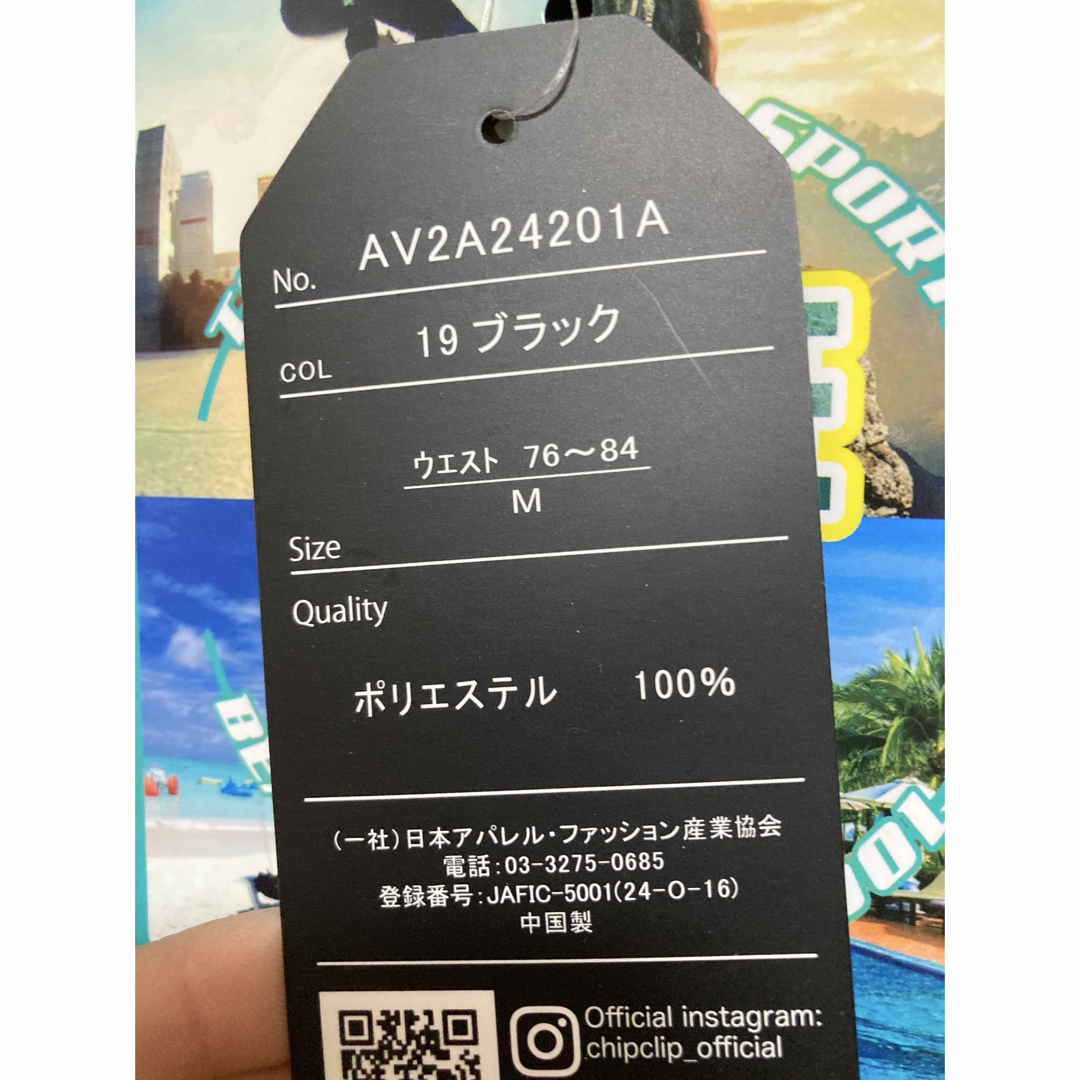 AV2A24201A
No.
19 ブラック
COL
ウエスト 76～84
M
Size
Quality
ポリエステル 100%
(一社)日本アパレル・ファッション産業協会
電話:03-3275-0685
登録番号:JAFIC-5001(24-O-16)
中国製
Official instagram:
chipclip_official
SPORT
E
BE